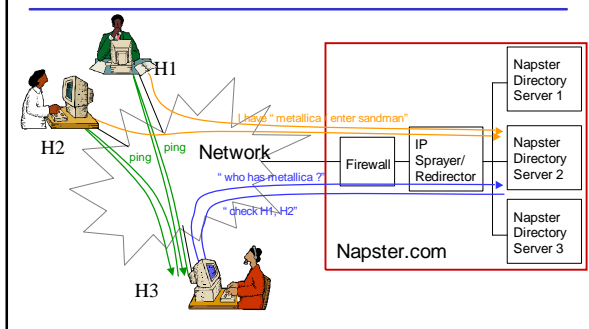 H1
Napster
Directory
Server 1
I have " metallica / enter sandman"
H2
ping
ping
Network
Firewall
IP
Sprayer/
Redirector
Napster
Directory
Server 2
" who has metallica ?"
" check H1, H2"
Napster.com
Napster
Directory
Server 3
H3